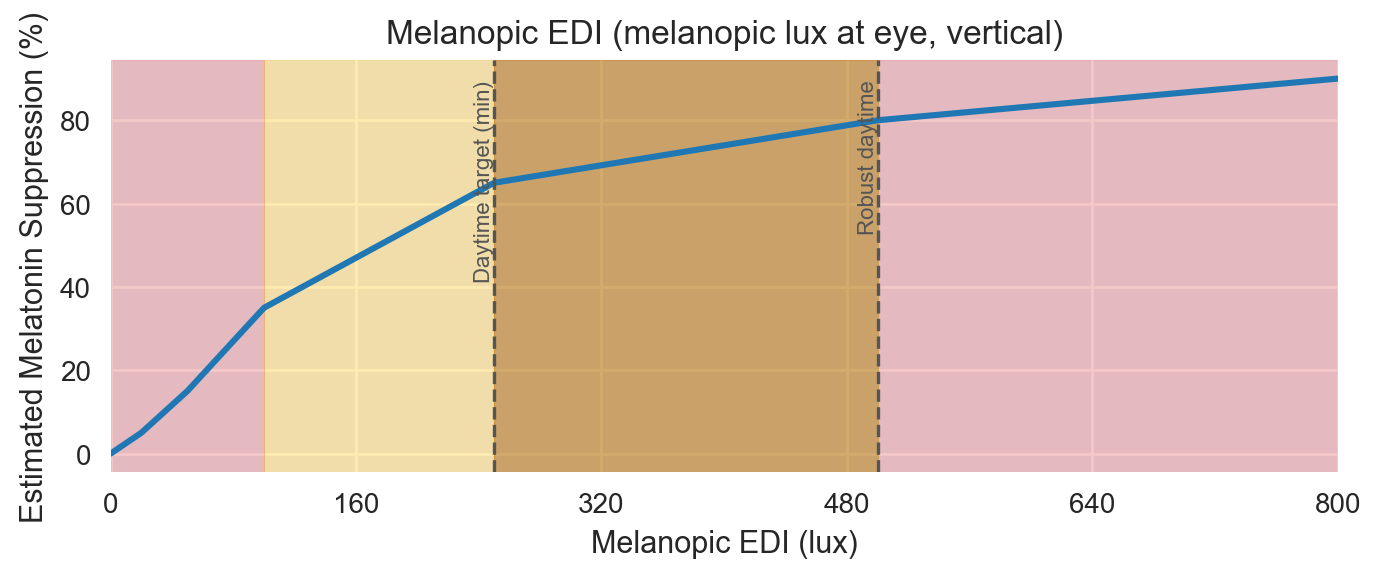 Melanopic EDI (melanopic lux at eye, vertical)
Estimated Melatonin Suppression (%)
80
60
40
20
0
Daytime target (min)
Robust daytime
0 160 320 480 640 800
Melanopic EDI (lux)